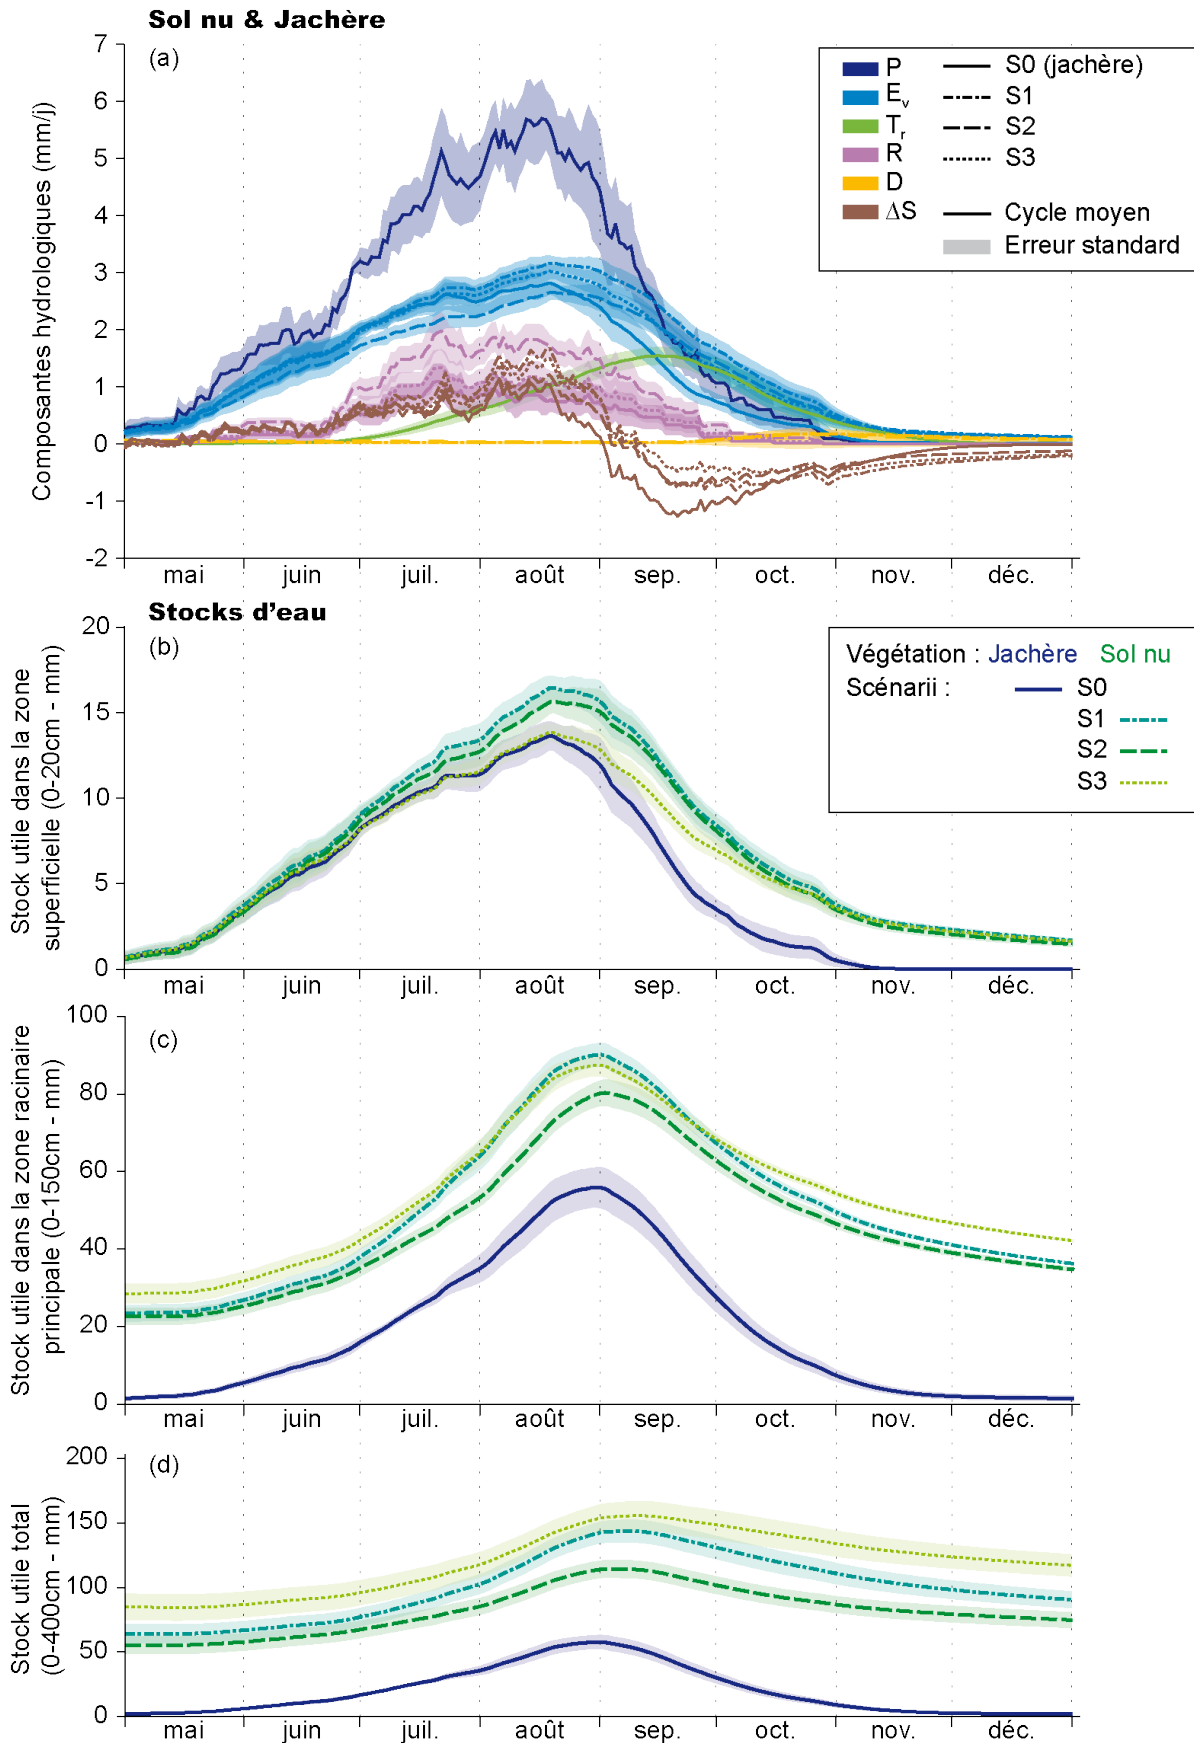 Sol nu & Jachère
(a)
Composantes hydrologiques (mm/j)
7
6
5
4
3
2
1
0
-1
-2
P
E_v
T_r
R
D
ΔS
S0 (jachère)
S1
S2
S3
Cycle moyen
Erreur standard
mai juin juil. août sep. oct. nov. déc.
Stocks d'eau
(b)
Stock utile dans la zone
superficielle (0-20cm - mm)
20
15
10
5
0
Végétation : Jachère Sol nu
Scénarii : S0
S1
S2
S3
mai juin juil. août sep. oct. nov. déc.
(c)
Stock utile dans la zone racinaire
principale (0-150cm - mm)
100
80
60
40
20
0
mai juin juil. août sep. oct. nov. déc.
(d)
Stock utile total
(0-400cm - mm)
200
150
100
50
0
mai juin juil. août sep. oct. nov. déc.